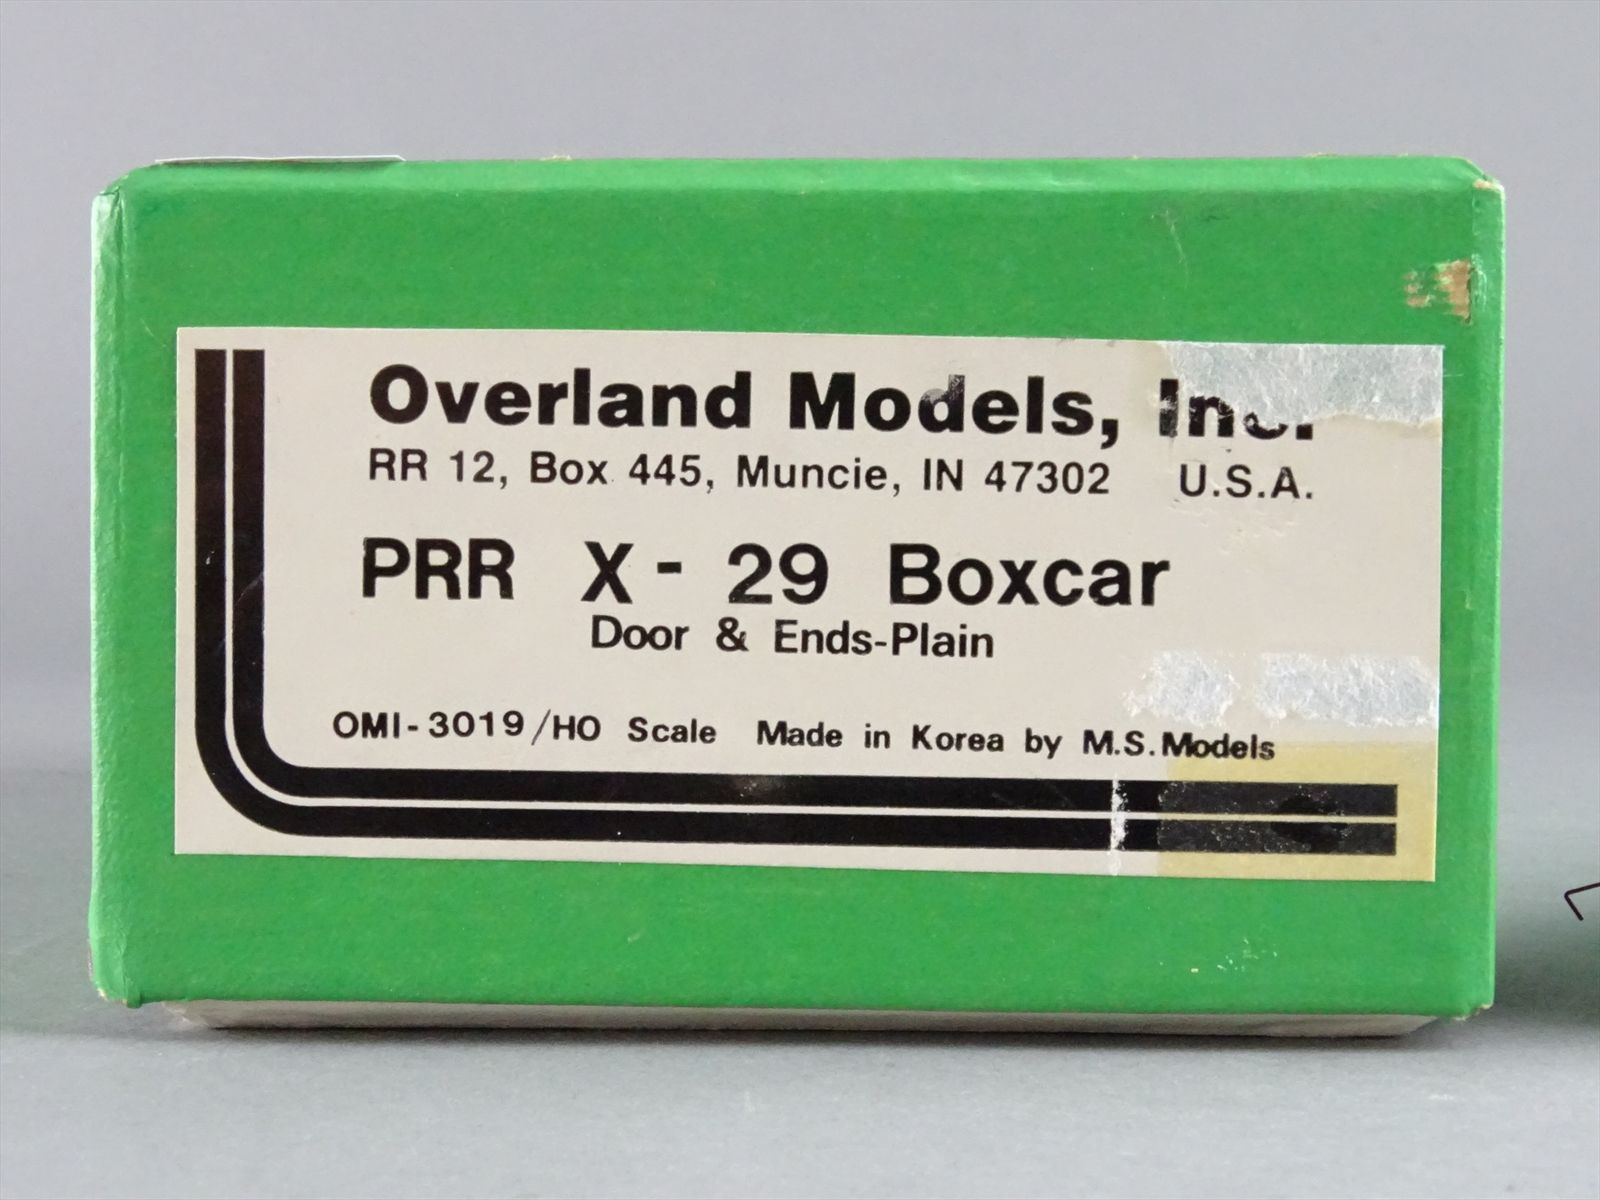 Overland Models, Inc.
RR 12, Box 445, Muncie, IN 47302 U.S.A.
PRR X-29 Boxcar
Door & Ends-Plain
OMI-3019/HO Scale Made in Korea by M.S.Models